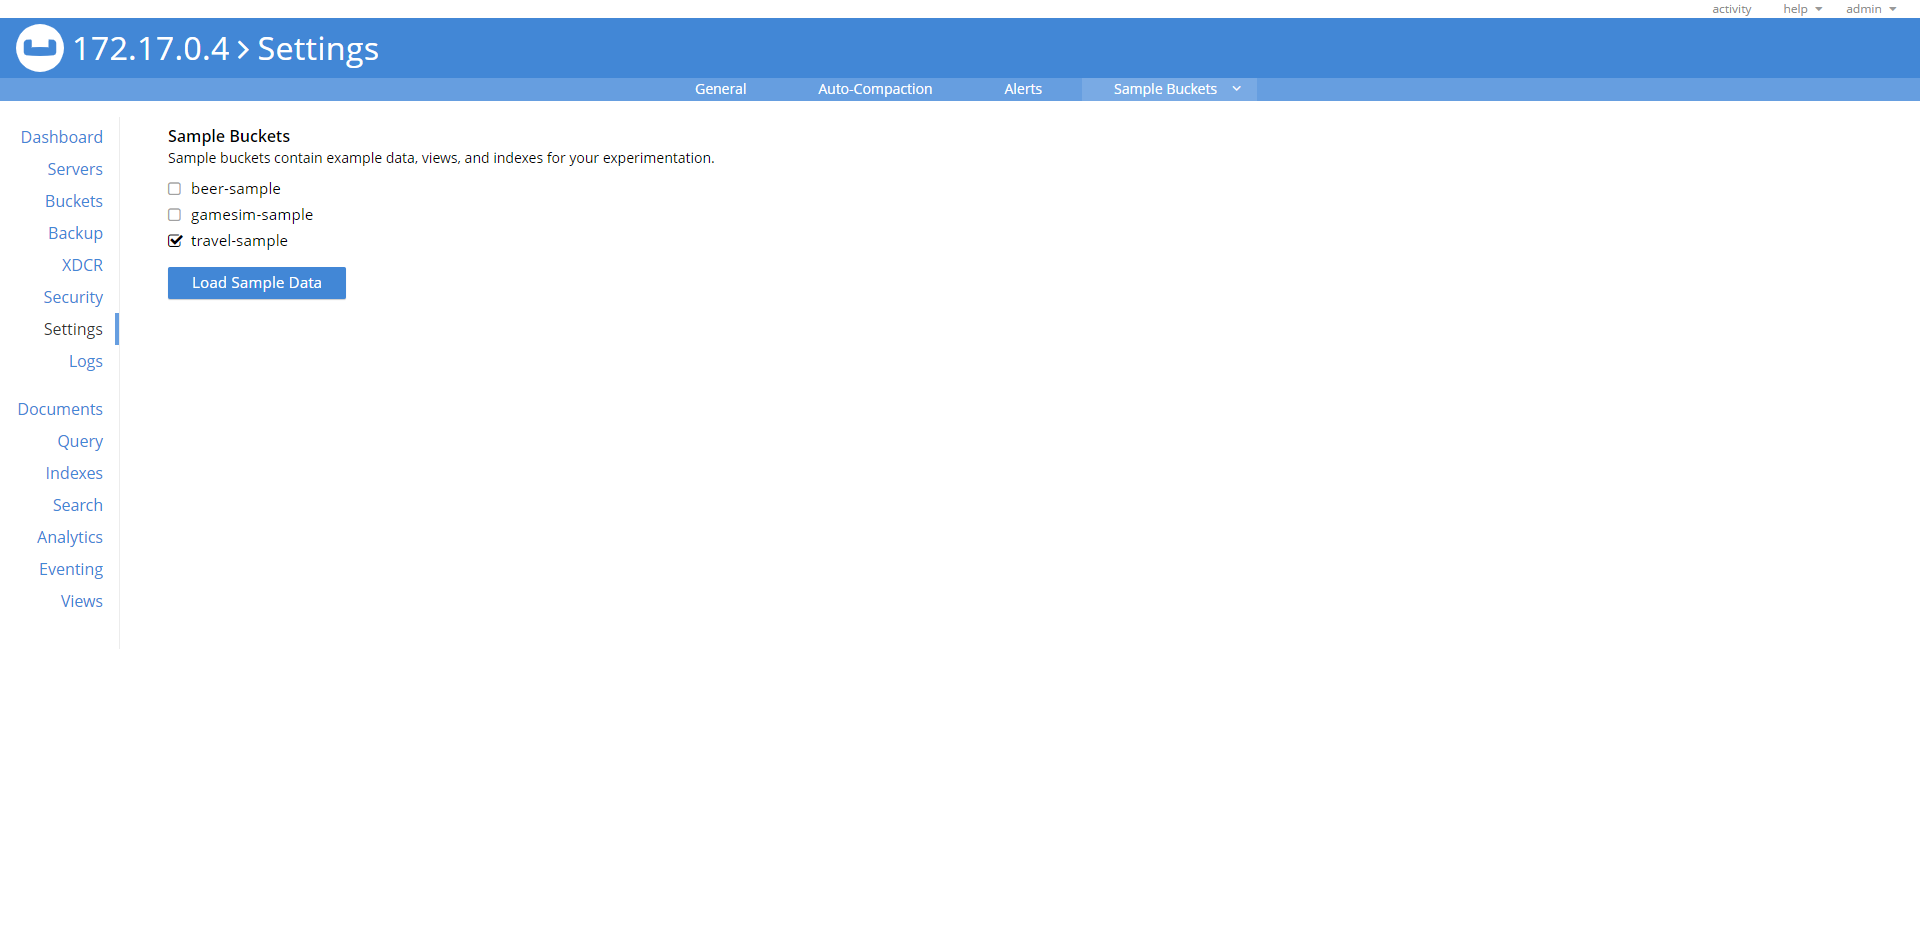 activity help admin
172.17.0.4 > Settings
General Auto-Compaction Alerts Sample Buckets
Dashboard
Servers
Buckets
Backup
XDCR
Security
Settings
Logs
Documents
Query
Indexes
Search
Analytics
Eventing
Views
Sample Buckets
Sample buckets contain example data, views, and indexes for your experimentation.
beer-sample
gamesim-sample
travel-sample
Load Sample Data